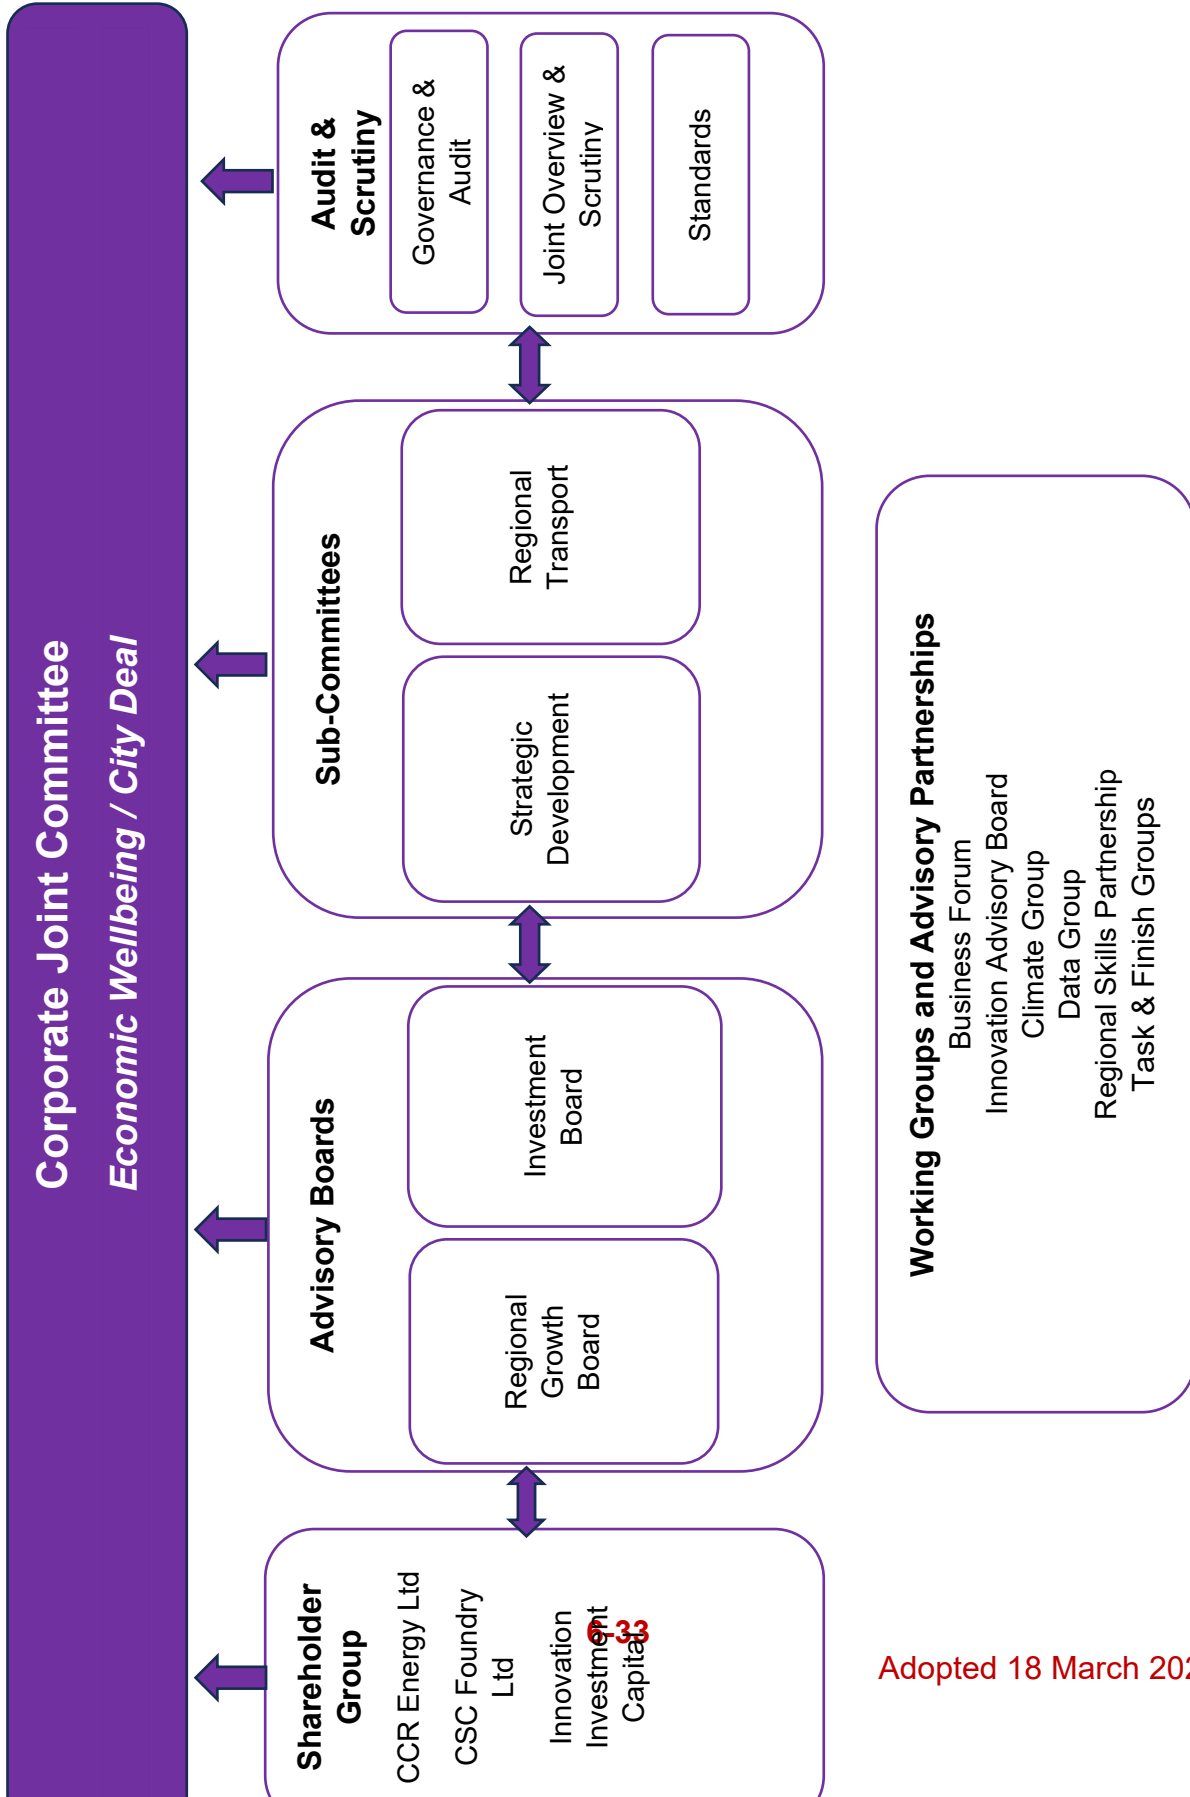 Corporate Joint Committee
Economic Wellbeing / City Deal
Shareholder
Group
CCR Energy Ltd
CSC Foundry
Ltd
Innovation
Investment
Capital
Advisory Boards
Regional
Growth
Board
Investment
Board
Sub-Committees
Strategic
Development
Regional
Transport
Audit &
Scrutiny
Governance &
Audit
Joint Overview &
Scrutiny
Standards
Working Groups and Advisory Partnerships
Business Forum
Innovation Advisory Board
Climate Group
Data Group
Regional Skills Partnership
Task & Finish Groups
6-33
Adopted 18 March